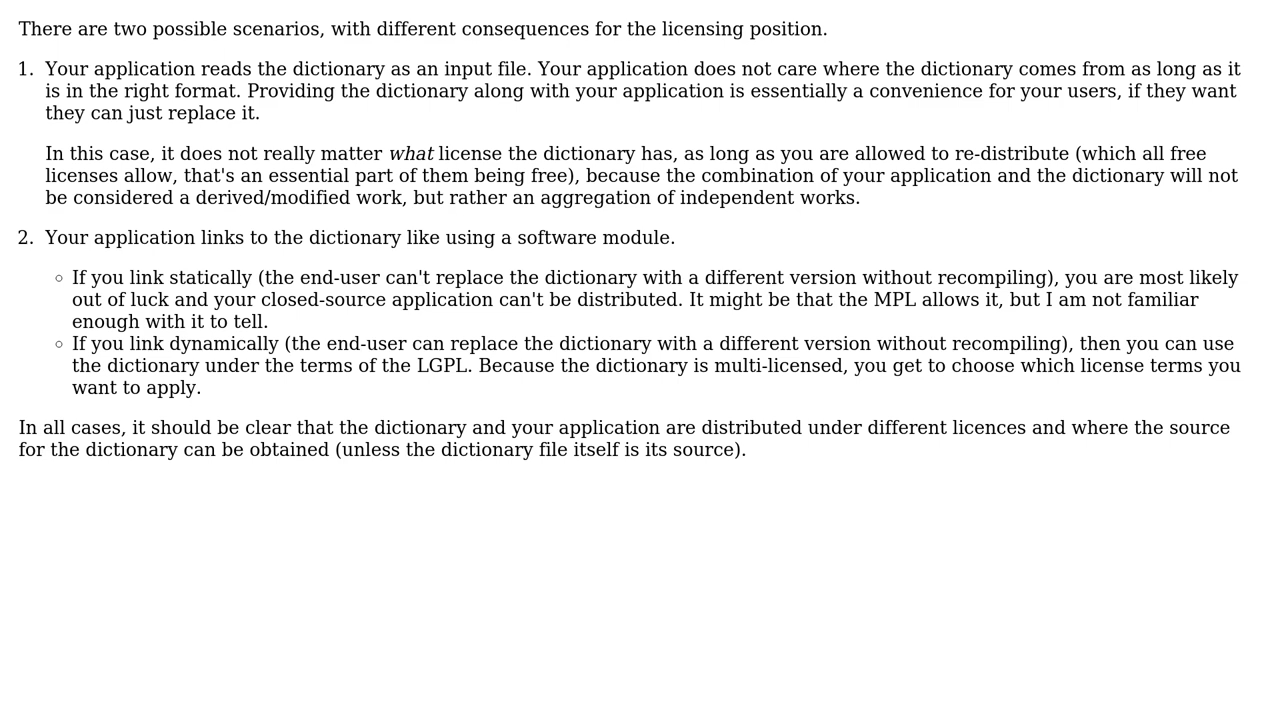 There are two possible scenarios, with different consequences for the licensing position.
1. Your application reads the dictionary as an input file. Your application does not care where the dictionary comes from as long as it
is in the right format. Providing the dictionary along with your application is essentially a convenience for your users, if they want
they can just replace it.
In this case, it does not really matter what license the dictionary has, as long as you are allowed to re-distribute (which all free
licenses allow, that's an essential part of them being free), because the combination of your application and the dictionary will not
be considered a derived/modified work, but rather an aggregation of independent works.
2. Your application links to the dictionary like using a software module.
○ If you link statically (the end-user can't replace the dictionary with a different version without recompiling), you are most likely
out of luck and your closed-source application can't be distributed. It might be that the MPL allows it, but I am not familiar
enough with it to tell.
○ If you link dynamically (the end-user can replace the dictionary with a different version without recompiling), then you can use
the dictionary under the terms of the LGPL. Because the dictionary is multi-licensed, you get to choose which license terms you
want to apply.
In all cases, it should be clear that the dictionary and your application are distributed under different licences and where the source
for the dictionary can be obtained (unless the dictionary file itself is its source).